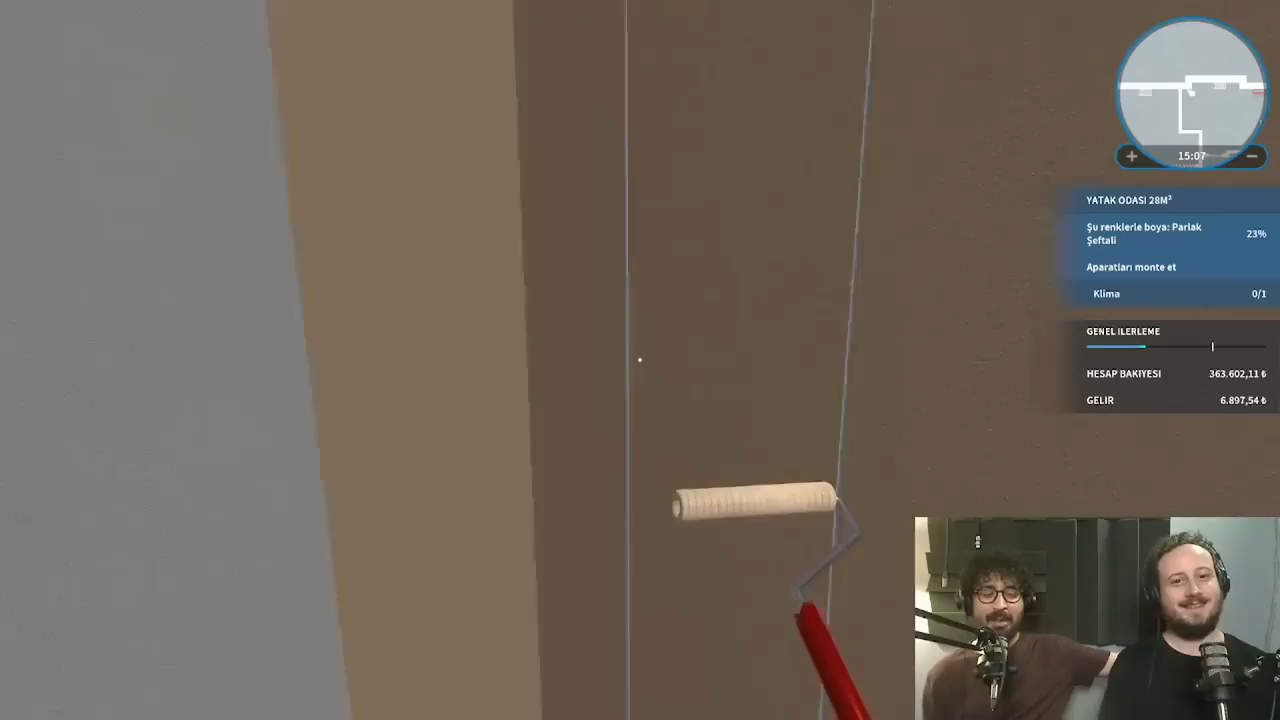 15:07
YATAK ODASI 28M²
Şu renklerle boya: Parlak
Şeftali
23%
Aparatları monte et
Klima 0/1
GENEL ILERLEME
HESAP BAKIYESI 363.602,11 ₺
GELIR 6.897,54 ₺